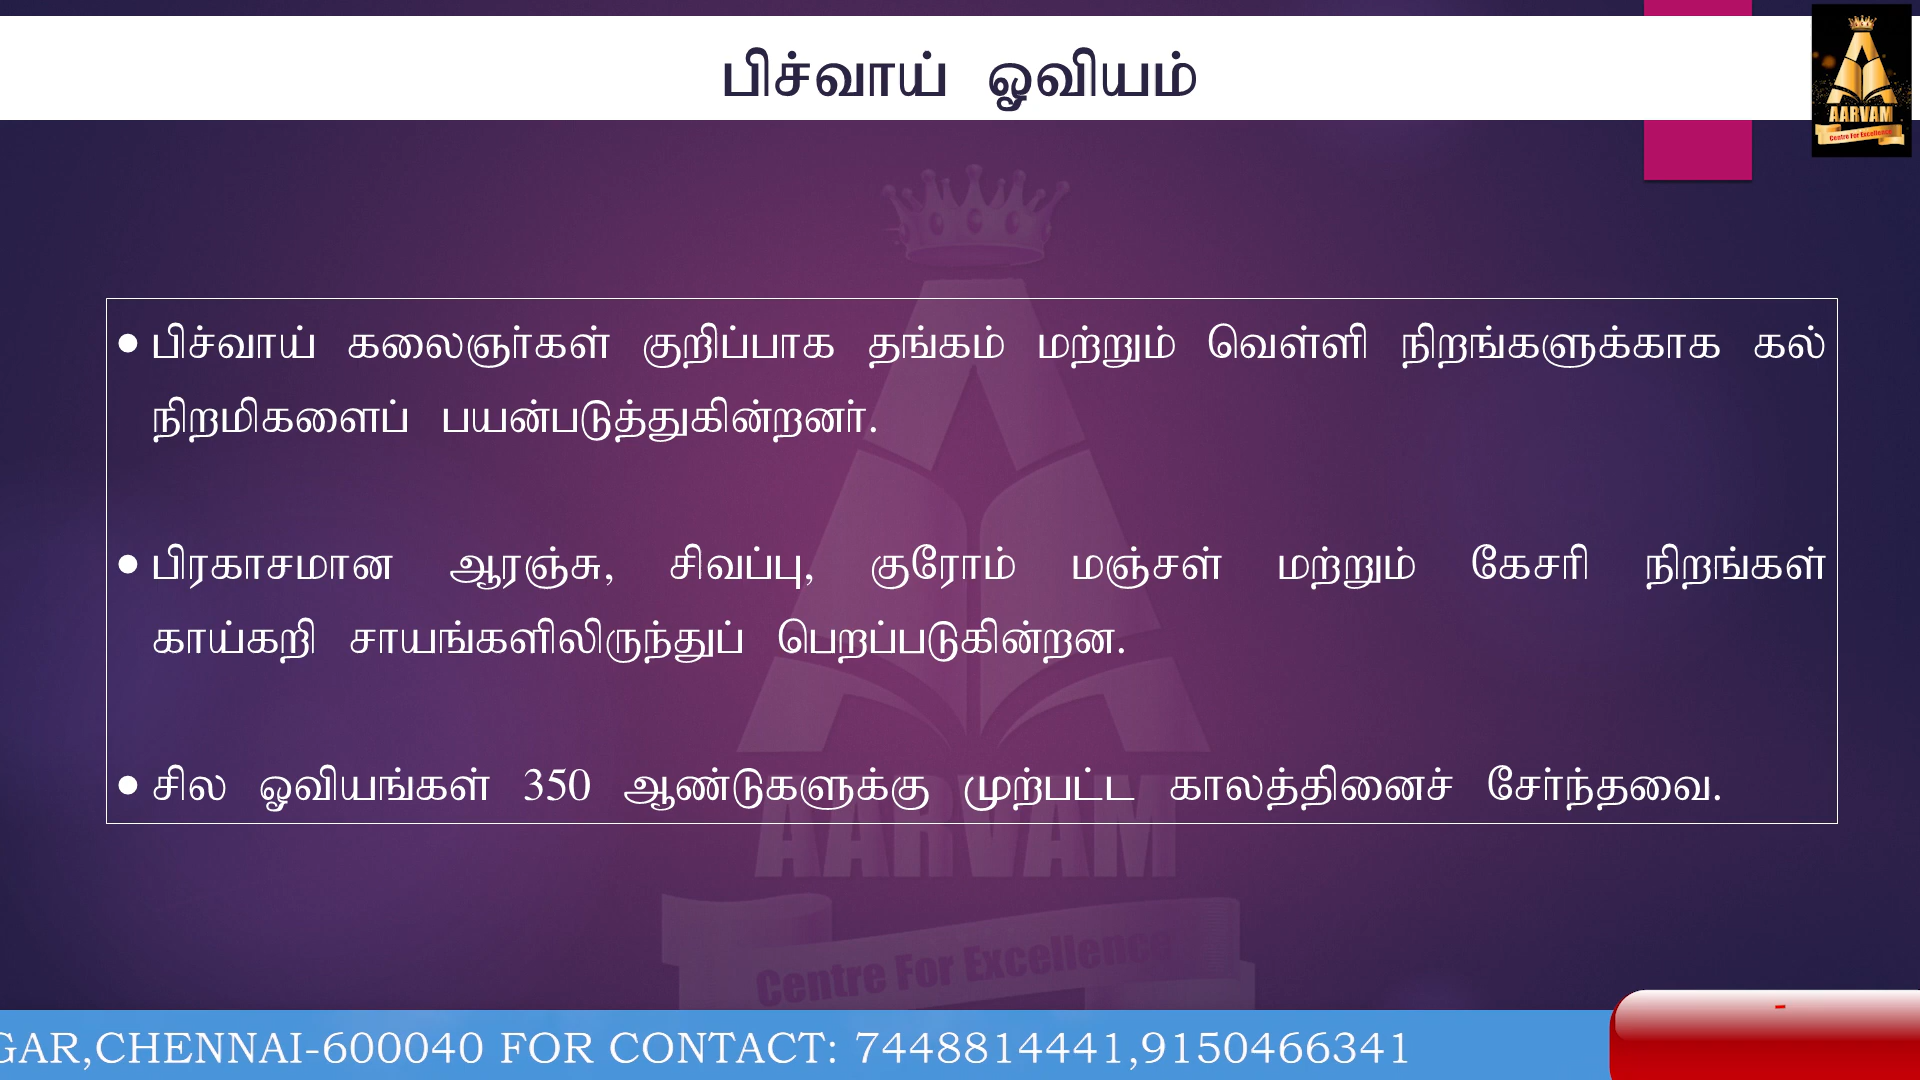 பிச்வாய் ஓவியம்
AARVAM
Centre For Excellence
• பிச்வாய் கலைஞர்கள் குறிப்பாக தங்கம் மற்றும் வெள்ளி நிறங்களுக்காக கல்
நிறமிகளைப் பயன்படுத்துகின்றனர்.
• பிரகாசமான ஆரஞ்சு, சிவப்பு, குரோம் மஞ்சள் மற்றும் கேசரி நிறங்கள்
காய்கறி சாயங்களிலிருந்துப் பெறப்படுகின்றன.
• சில ஓவியங்கள் 350 ஆண்டுகளுக்கு முற்பட்ட காலத்தினைச் சேர்ந்தவை.
AARVAM
Centre For Excellence
GAR,CHENNAI-600040 FOR CONTACT: 7448814441,9150466341
-